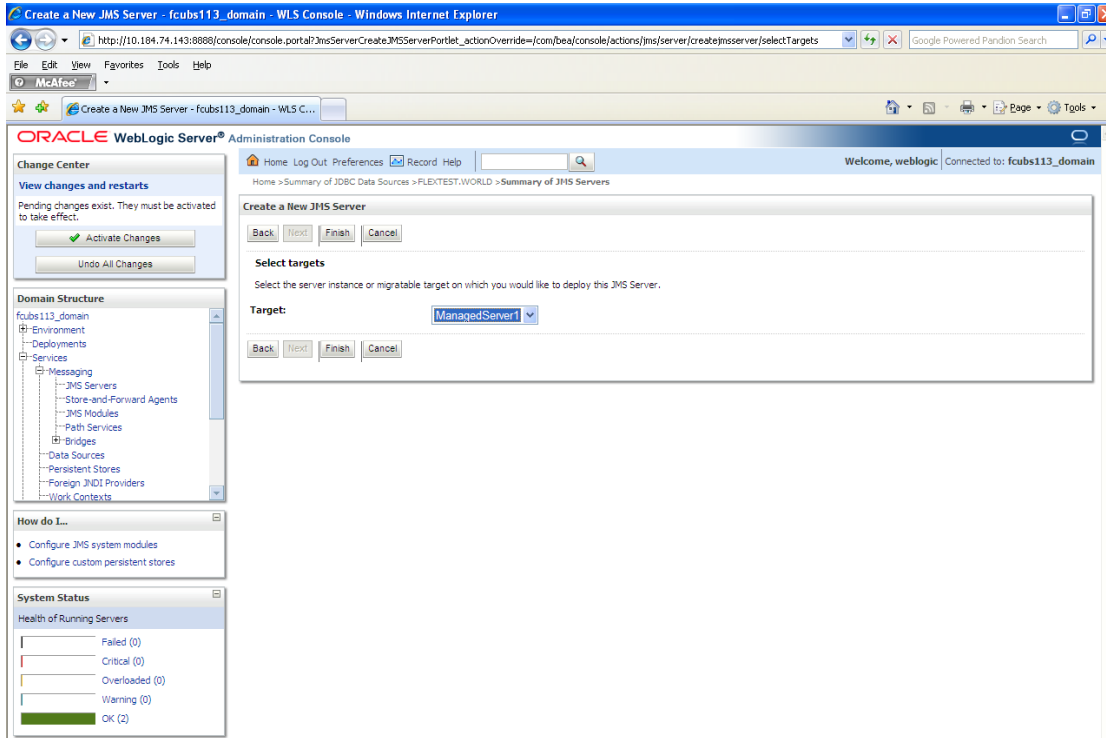 Create a New JMS Server - fcubs113_domain - WLS Console - Windows Internet Explorer
http://10.184.74.143:8888/console/console.portal?JmsServerCreateJMSServerPortlet_actionOverride=/com/bea/console/actions/jms/server/createjmsserver/selectTargets
Google Powered Pandion Search
File Edit View Favorites Tools Help
McAfee
Create a New JMS Server - fcubs113_domain - WLS C...
Page Tools
ORACLE WebLogic Server® Administration Console
Change Center
View changes and restarts
Pending changes exist. They must be activated
to take effect.
Activate Changes
Undo All Changes
Domain Structure
fcubs113_domain
Environment
Deployments
Services
Messaging
JMS Servers
Store-and-Forward Agents
JMS Modules
Path Services
Bridges
Data Sources
Persistent Stores
Foreign JNDI Providers
Work Contexts
How do I...
Configure JMS system modules
Configure custom persistent stores
System Status
Health of Running Servers
Failed (0)
Critical (0)
Overloaded (0)
Warning (0)
OK (2)
Home Log Out Preferences Record Help
Welcome, weblogic Connected to: fcubs113_domain
Home >Summary of JDBC Data Sources >FLEXTEST.WORLD >Summary of JMS Servers
Create a New JMS Server
Back Next Finish Cancel
Select targets
Select the server instance or migratable target on which you would like to deploy this JMS Server.
Target: ManagedServer1
Back Next Finish Cancel